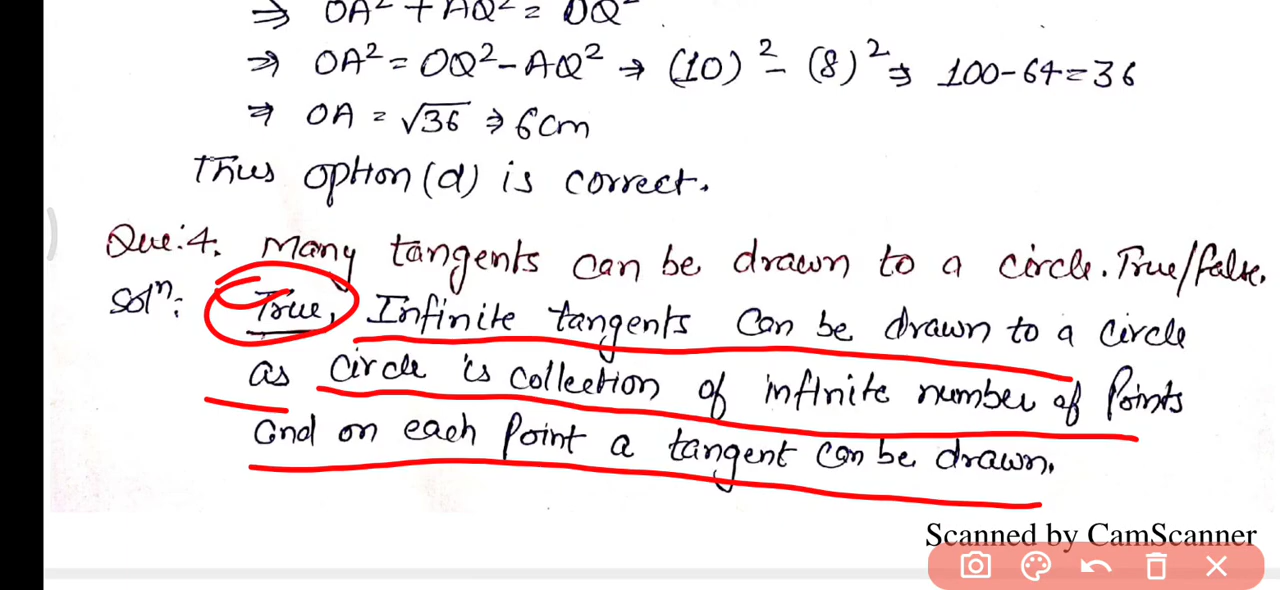 ⇒ OA² + AQ² = OQ²
⇒ OA² = OQ² - AQ² → (10)² - (8)² ⇒ 100-64=36
⇒ OA = √36 ⇒ 6cm
Thus option (d) is correct.
Que:4. Many tangents can be drawn to a circle. True/false.
Solⁿ: True, Infinite tangents can be drawn to a circle
as circle is collection of infinite number of Points
and on each Point a tangent can be drawn.
Scanned by CamScanner